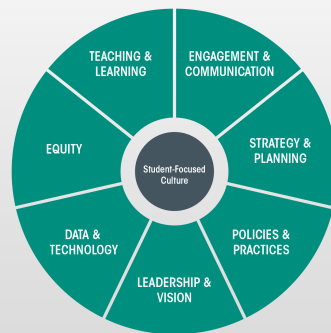 TEACHING &
LEARNING
ENGAGEMENT &
COMMUNICATION
EQUITY
STRATEGY &
PLANNING
Student-Focused
Culture
DATA &
TECHNOLOGY
POLICIES &
PRACTICES
LEADERSHIP &
VISION